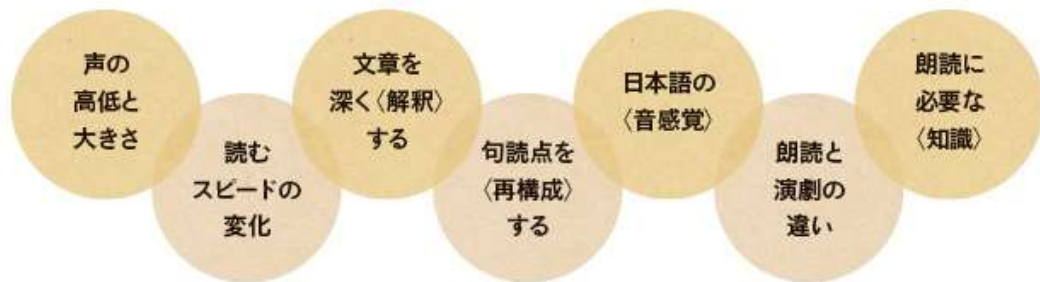 声の
高低と
大きさ
読む
スピードの
変化
文章を
深く〈解釈〉
する
句読点を
〈再構成〉
する
日本語の
〈音感覚〉
朗読と
演劇の
違い
朗読に
必要な
〈知識〉